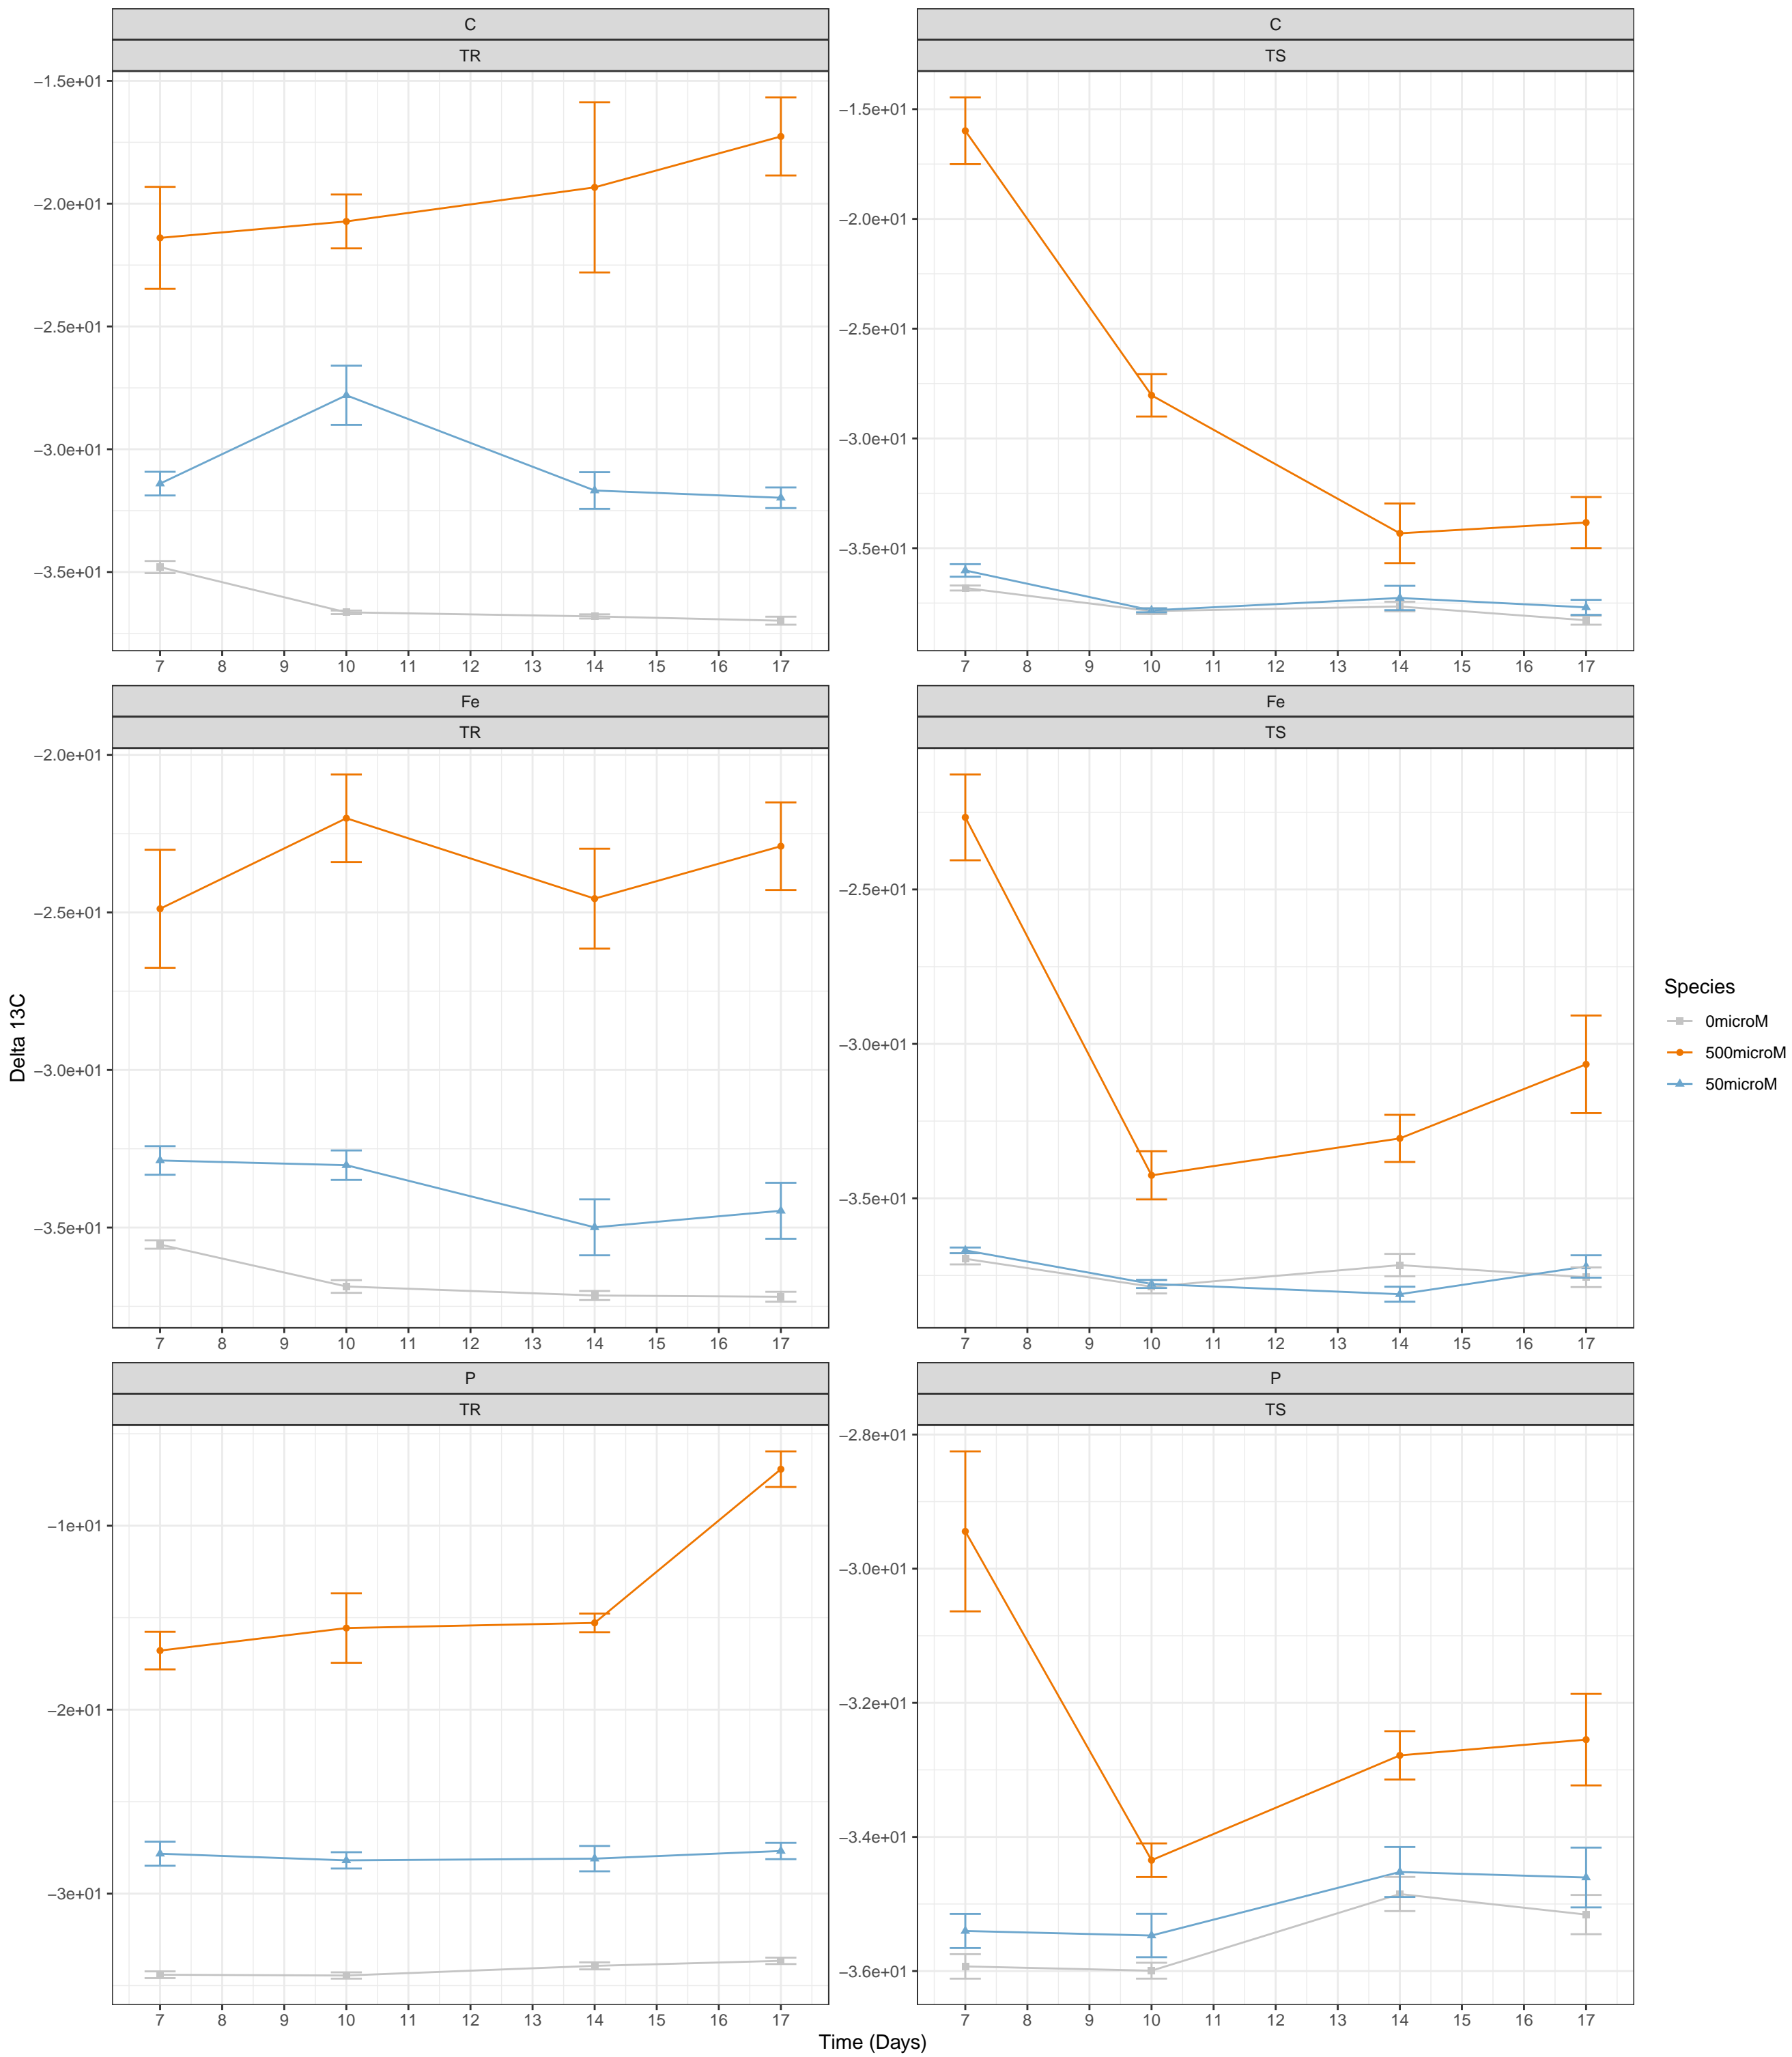 C
TR
−1.5e+01
−2.0e+01
−2.5e+01
−3.0e+01
−3.5e+01
7 8 9 10 11 12 13 14 15 16 17
C
TS
−1.5e+01
−2.0e+01
−2.5e+01
−3.0e+01
−3.5e+01
7 8 9 10 11 12 13 14 15 16 17
Fe
TR
−2.0e+01
−2.5e+01
−3.0e+01
−3.5e+01
7 8 9 10 11 12 13 14 15 16 17
Fe
TS
−2.5e+01
−3.0e+01
−3.5e+01
7 8 9 10 11 12 13 14 15 16 17
P
TR
−1e+01
−2e+01
−3e+01
7 8 9 10 11 12 13 14 15 16 17
P
TS
−2.8e+01
−3.0e+01
−3.2e+01
−3.4e+01
−3.6e+01
7 8 9 10 11 12 13 14 15 16 17
Delta 13C
Time (Days)
Species
0microM
500microM
50microM